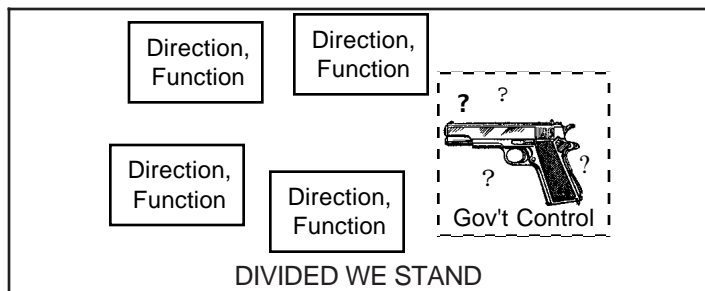 Direction,
Function
Direction,
Function
? ?
? ?
Gov't Control
Direction,
Function
Direction,
Function
DIVIDED WE STAND